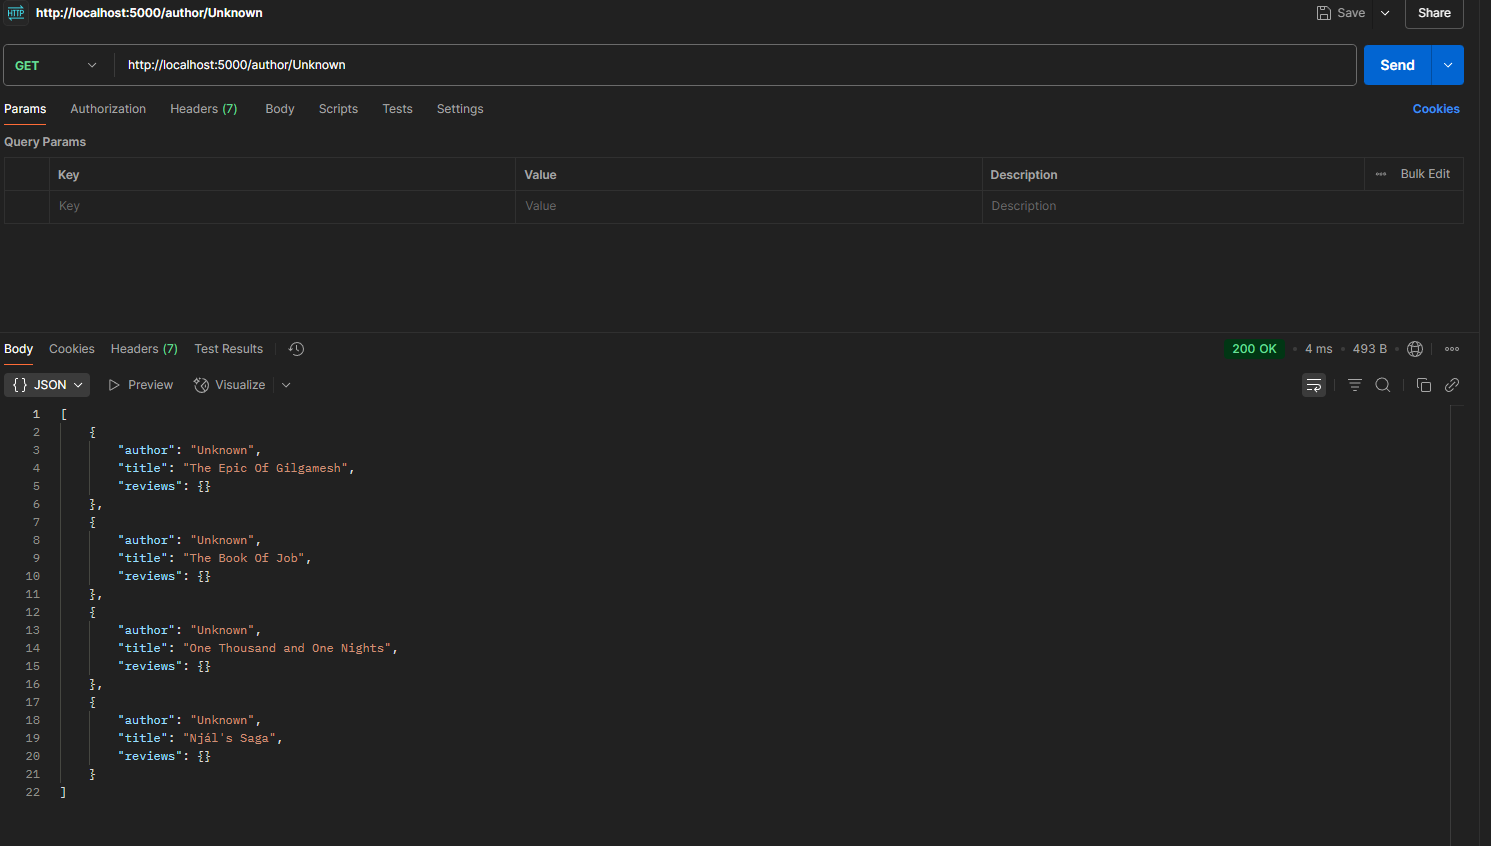 HTTP http://localhost:5000/author/Unknown Save Share
GET http://localhost:5000/author/Unknown Send
Params Authorization Headers (7) Body Scripts Tests Settings Cookies
Query Params
Key Value Description ••• Bulk Edit
Key Value Description
Body Cookies Headers (7) Test Results 200 OK • 4 ms • 493 B • •••
{} JSON Preview Visualize
1 [
2 {
3 "author": "Unknown",
4 "title": "The Epic Of Gilgamesh",
5 "reviews": {}
6 },
7 {
8 "author": "Unknown",
9 "title": "The Book Of Job",
10 "reviews": {}
11 },
12 {
13 "author": "Unknown",
14 "title": "One Thousand and One Nights",
15 "reviews": {}
16 },
17 {
18 "author": "Unknown",
19 "title": "Njál's Saga",
20 "reviews": {}
21 }
22 ]